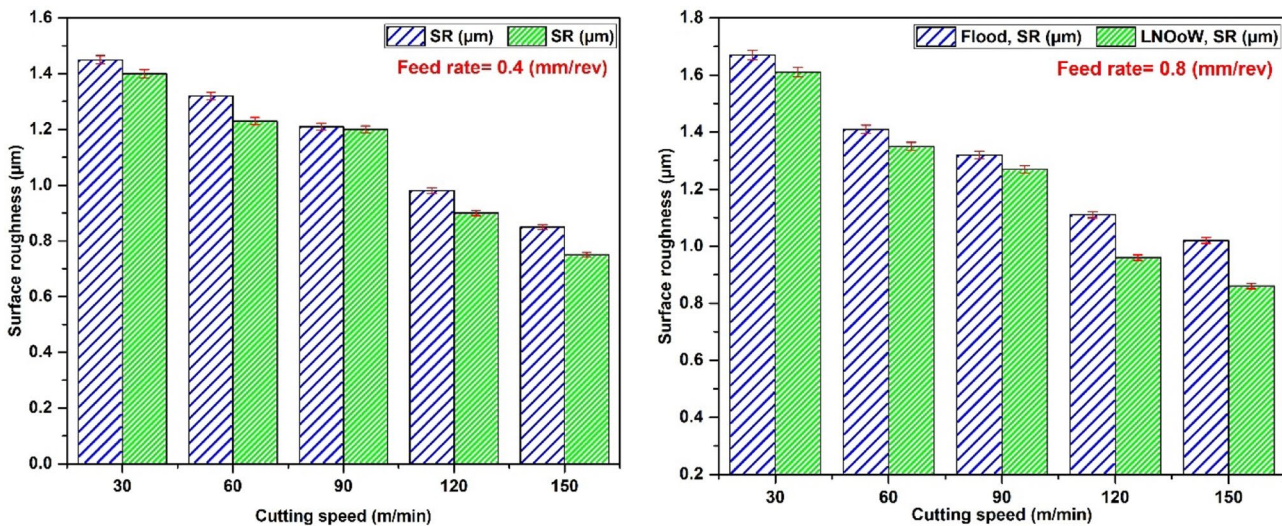 SR (μm) SR (μm)
Feed rate= 0.4 (mm/rev)
Surface roughness (μm)
1.6
1.4
1.2
1.0
0.8
0.6
0.4
0.2
0.0
30 60 90 120 150
Cutting speed (m/min)
Flood, SR (μm) LNOoW, SR (μm)
Feed rate= 0.8 (mm/rev)
Surface roughness (μm)
1.8
1.6
1.4
1.2
1.0
0.8
0.6
0.4
0.2
30 60 90 120 150
Cutting speed (m/min)